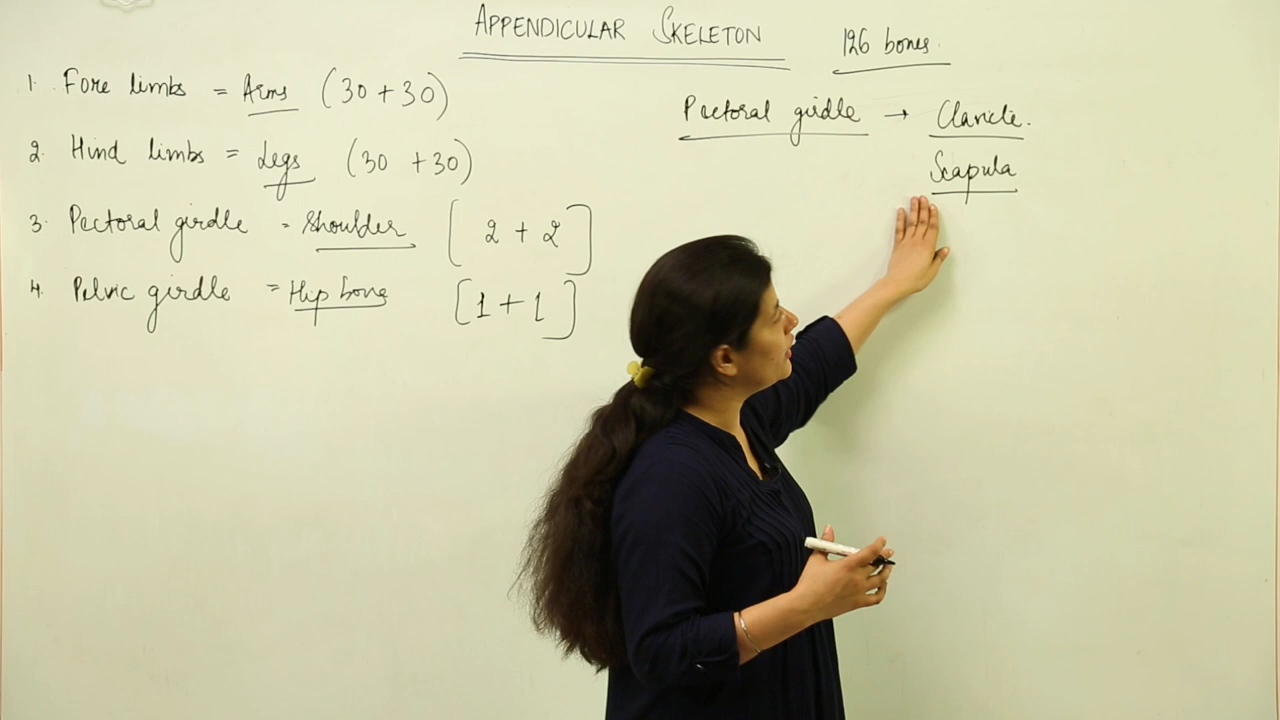 APPENDICULAR SKELETON 126 bones.
1. Fore limbs = Arms (30 + 30)
2. Hind limbs = Legs (30 + 30)
3. Pectoral girdle = Shoulder [2 + 2]
4. Pelvic girdle = Hip bone [1 + 1]
Pectoral girdle → Clavicle.
Scapula